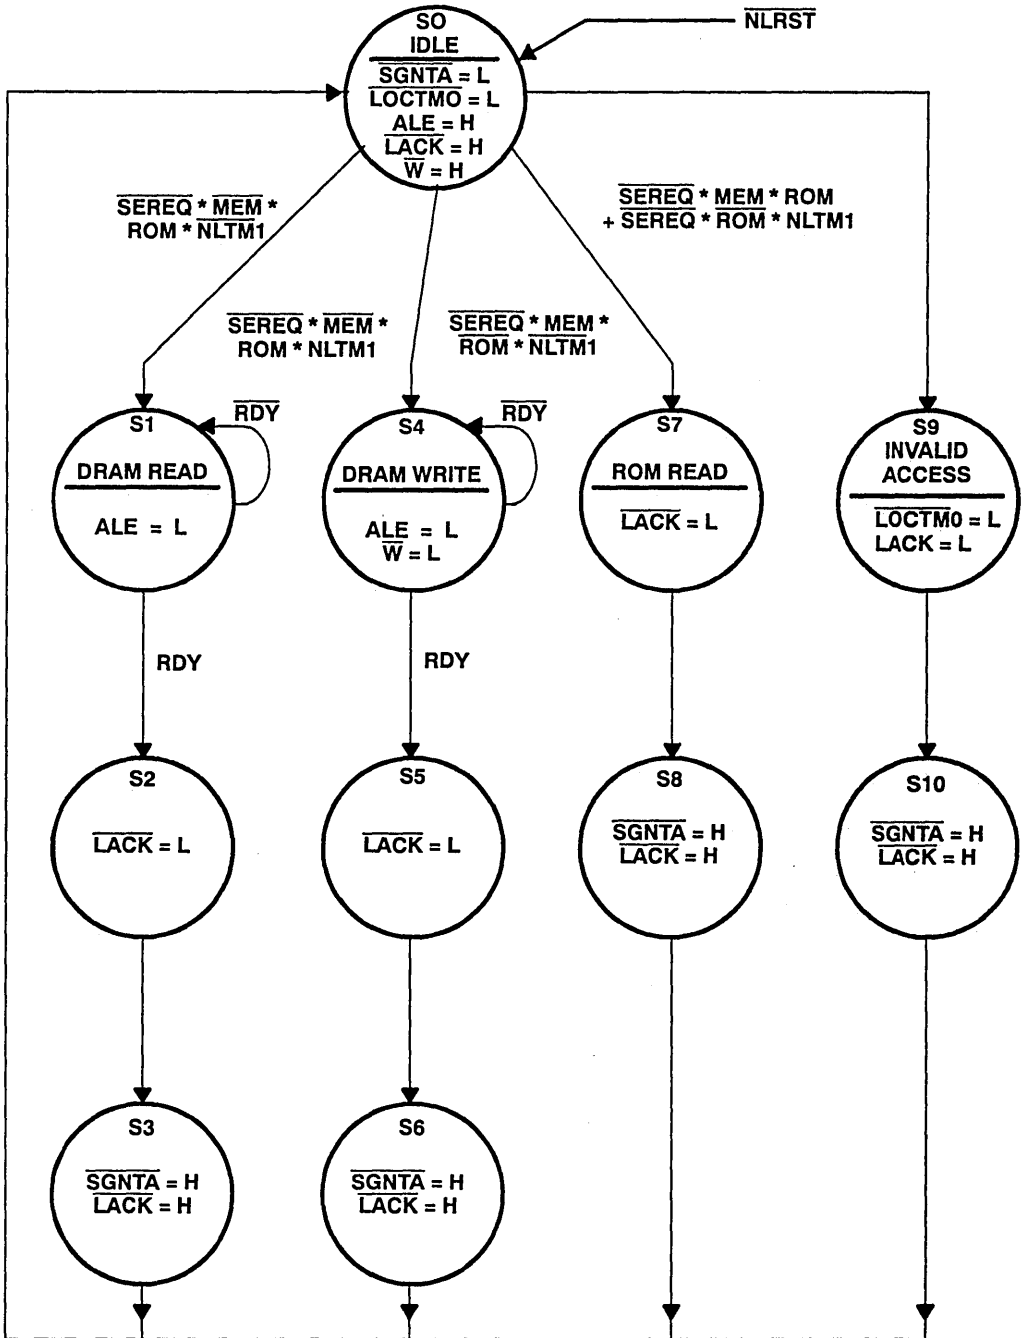 SO
IDLE
SGNTA = L
LOCTMO = L
ALE = H
LACK = H
W = H
NLRST
SEREQ * MEM *
ROM * NLTM1
SEREQ * MEM * ROM
+ SEREQ * ROM * NLTM1
SEREQ * MEM *
ROM * NLTM1
SEREQ * MEM *
ROM * NLTM1
S1
DRAM READ
ALE = L
RDY
S4
DRAM WRITE
ALE = L
W = L
RDY
S7
ROM READ
LACK = L
S9
INVALID
ACCESS
LOCTM0 = L
LACK = L
RDY
RDY
S2
LACK = L
S5
LACK = L
S8
SGNTA = H
LACK = H
S10
SGNTA = H
LACK = H
S3
SGNTA = H
LACK = H
S6
SGNTA = H
LACK = H